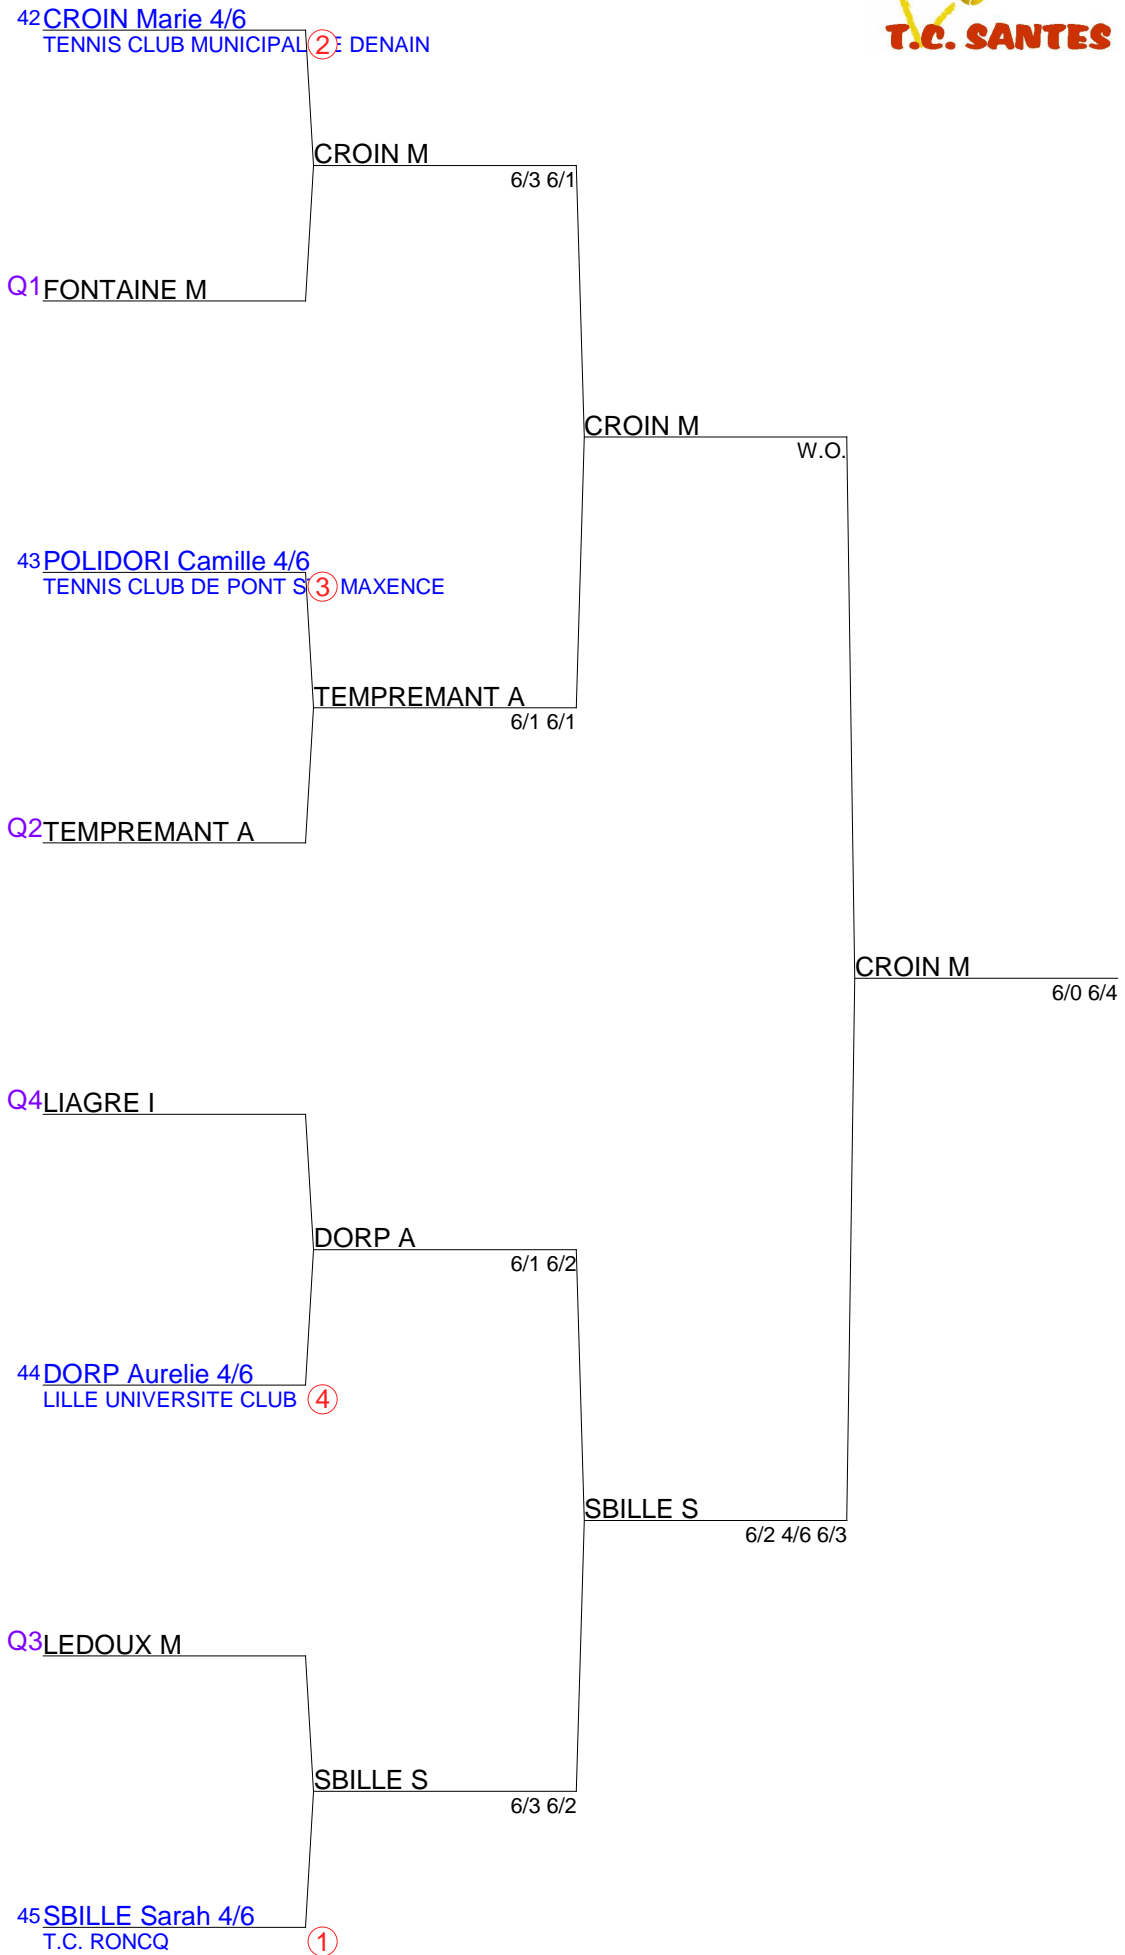 42 CROIN Marie 4/6
TENNIS CLUB MUNICIPAL DE DENAIN
2
T.C. SANTES
CROIN M
6/3 6/1
Q1 FONTAINE M
CROIN M
W.O.
43 POLIDORI Camille 4/6
TENNIS CLUB DE PONT S 3 MAXENCE
TEMPREMANT A
6/1 6/1
Q2 TEMPREMANT A
CROIN M
6/0 6/4
Q4 LIAGRE I
DORP A
6/1 6/2
44 DORP Aurelie 4/6
LILLE UNIVERSITE CLUB 4
SBILLE S
6/2 4/6 6/3
Q3 LEDOUX M
SBILLE S
6/3 6/2
45 SBILLE Sarah 4/6
T.C. RONCQ 1